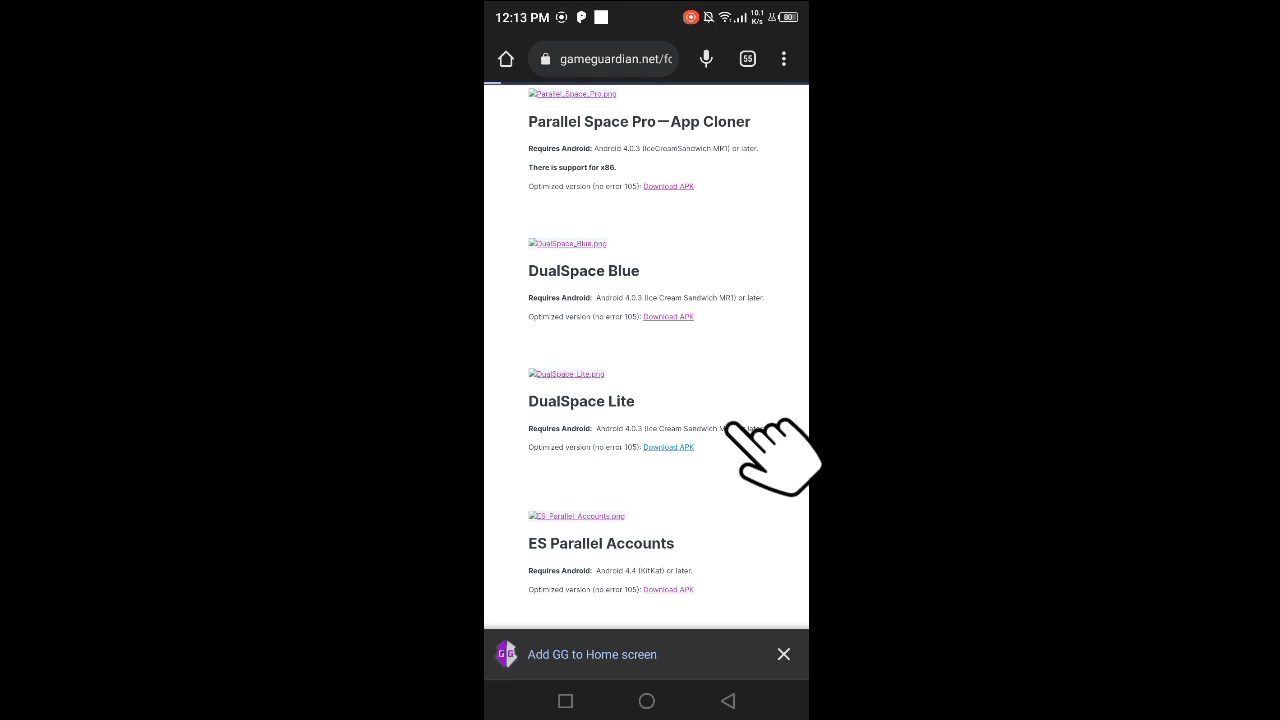 12:13 PM
10.1
K/s
80
gameguardian.net/fo
55
Parallel_Space_Pro.png
Parallel Space Pro－App Cloner
Requires Android: Android 4.0.3 (IceCreamSandwich MR1) or later.
There is support for x86.
Optimized version (no error 105): Download APK
DualSpace_Blue.png
DualSpace Blue
Requires Android: Android 4.0.3 (Ice Cream Sandwich MR1) or later.
Optimized version (no error 105): Download APK
DualSpace_Lite.png
DualSpace Lite
Requires Android: Android 4.0.3 (Ice Cream Sandwich
Optimized version (no error 105): Download APK
ES_Parallel_Accounts.png
ES Parallel Accounts
Requires Android: Android 4.4 (KitKat) or later.
Optimized version (no error 105): Download APK
GG
Add GG to Home screen